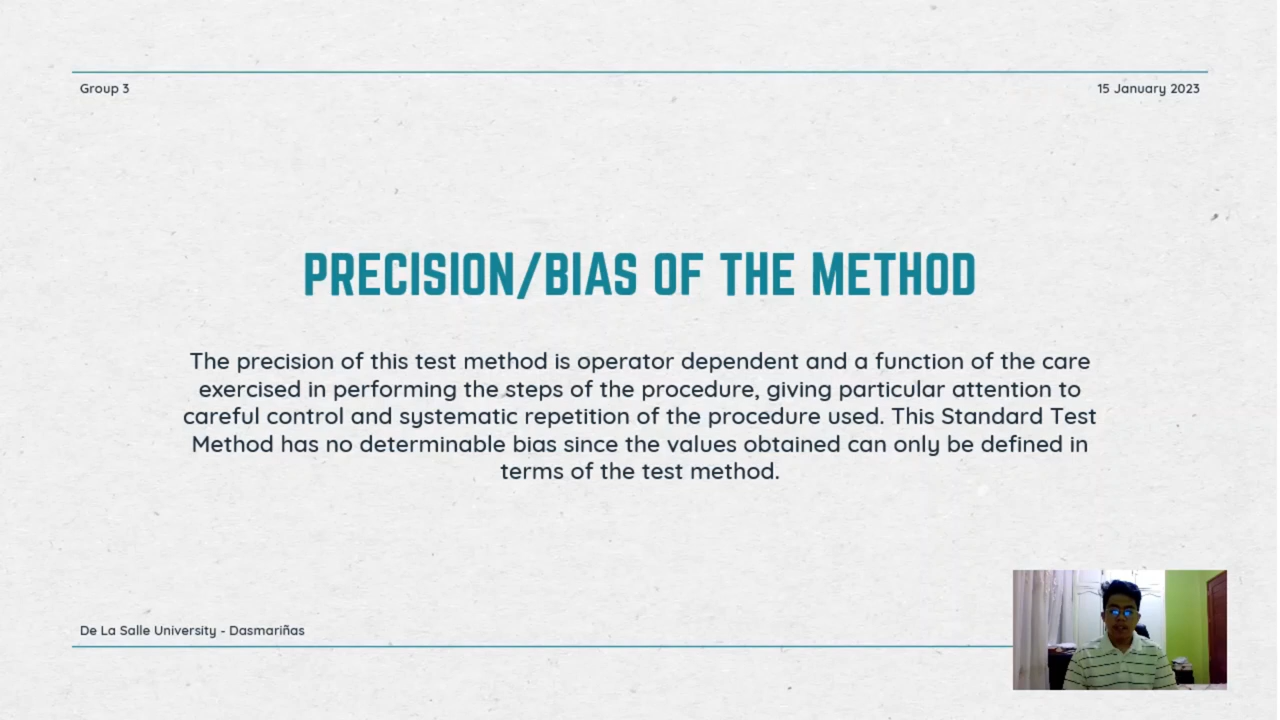 Group 3
15 January 2023
PRECISION/BIAS OF THE METHOD
The precision of this test method is operator dependent and a function of the care
exercised in performing the steps of the procedure, giving particular attention to
careful control and systematic repetition of the procedure used. This Standard Test
Method has no determinable bias since the values obtained can only be defined in
terms of the test method.
De La Salle University - Dasmariñas